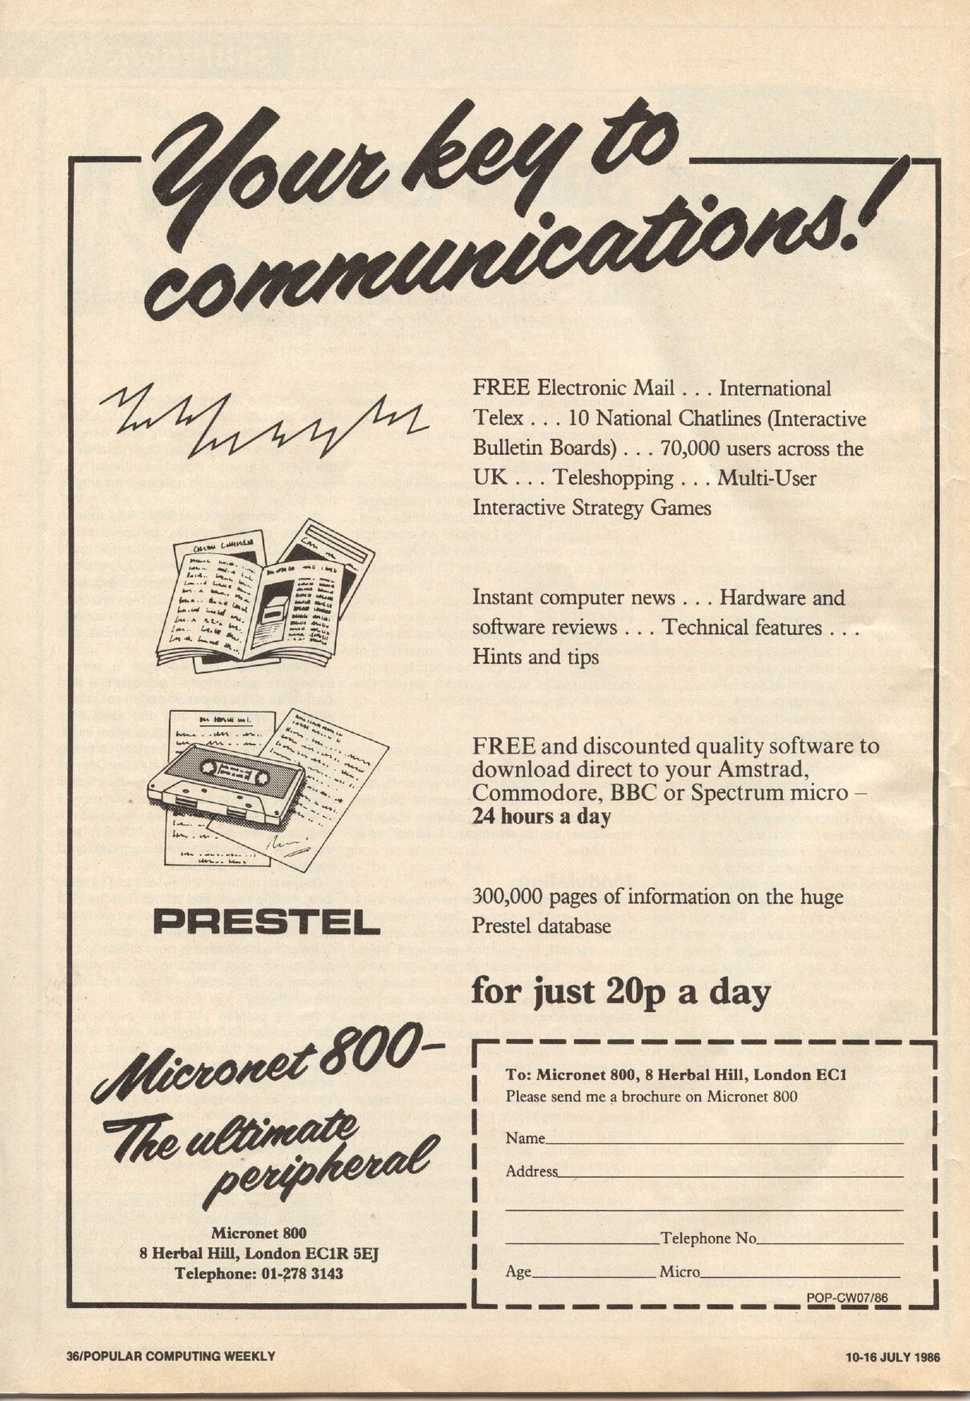 Your key to
communications!
FREE Electronic Mail . . . International
Telex . . . 10 National Chatlines (Interactive
Bulletin Boards) . . . 70,000 users across the
UK . . . Teleshopping . . . Multi-User
Interactive Strategy Games
Instant computer news . . . Hardware and
software reviews . . . Technical features . . .
Hints and tips
FREE and discounted quality software to
download direct to your Amstrad,
Commodore, BBC or Spectrum micro –
24 hours a day
PRESTEL
300,000 pages of information on the huge
Prestel database
for just 20p a day
Micronet 800–
The ultimate
peripheral
Micronet 800
8 Herbal Hill, London EC1R 5EJ
Telephone: 01-278 3143
To: Micronet 800, 8 Herbal Hill, London EC1
Please send me a brochure on Micronet 800
Name
Address
Telephone No
Age Micro
POP-CW07/86
36/POPULAR COMPUTING WEEKLY
10-16 JULY 1986